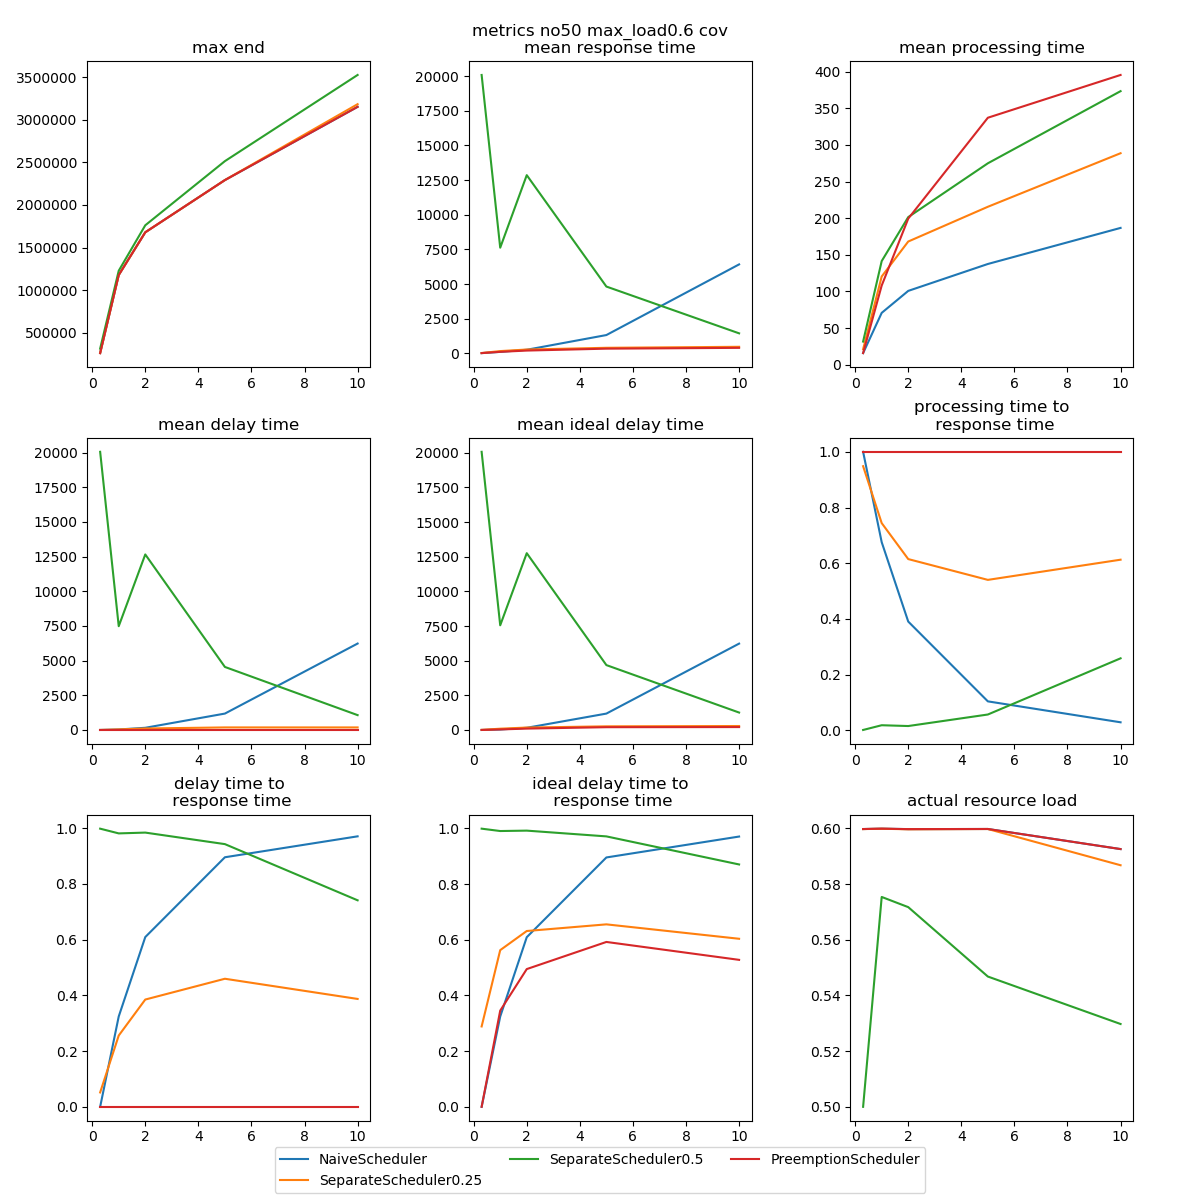 metrics no50 max_load0.6 cov
max end
mean response time
mean processing time
3500000
3000000
2500000
2000000
1500000
1000000
500000
0 2 4 6 8 10
20000
17500
15000
12500
10000
7500
5000
2500
0
0 2 4 6 8 10
400
350
300
250
200
150
100
50
0
0 2 4 6 8 10
mean delay time
mean ideal delay time
processing time to
response time
20000
17500
15000
12500
10000
7500
5000
2500
0
0 2 4 6 8 10
20000
17500
15000
12500
10000
7500
5000
2500
0
0 2 4 6 8 10
1.0
0.8
0.6
0.4
0.2
0.0
0 2 4 6 8 10
delay time to
response time
ideal delay time to
response time
actual resource load
1.0
0.8
0.6
0.4
0.2
0.0
0 2 4 6 8 10
1.0
0.8
0.6
0.4
0.2
0.0
0 2 4 6 8 10
0.60
0.58
0.56
0.54
0.52
0.50
0 2 4 6 8 10
NaiveScheduler
SeparateScheduler0.25
SeparateScheduler0.5
PreemptionScheduler